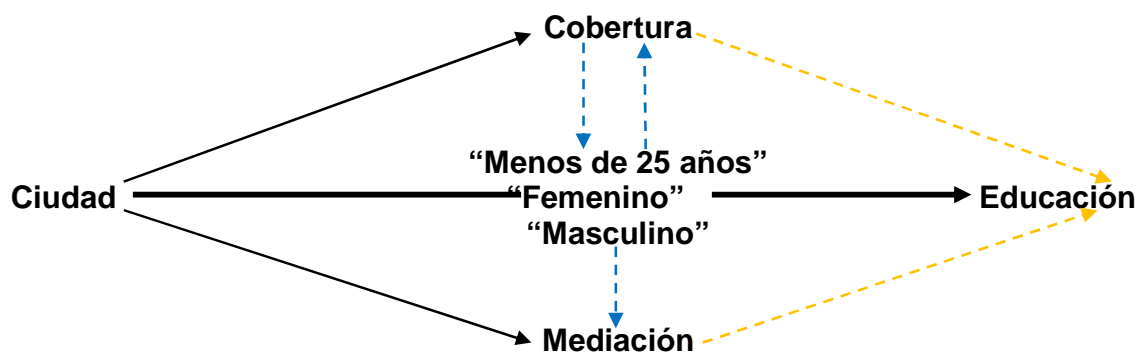 Cobertura
“Menos de 25 años”
Ciudad
“Femenino”
Educación
“Masculino”
Mediación